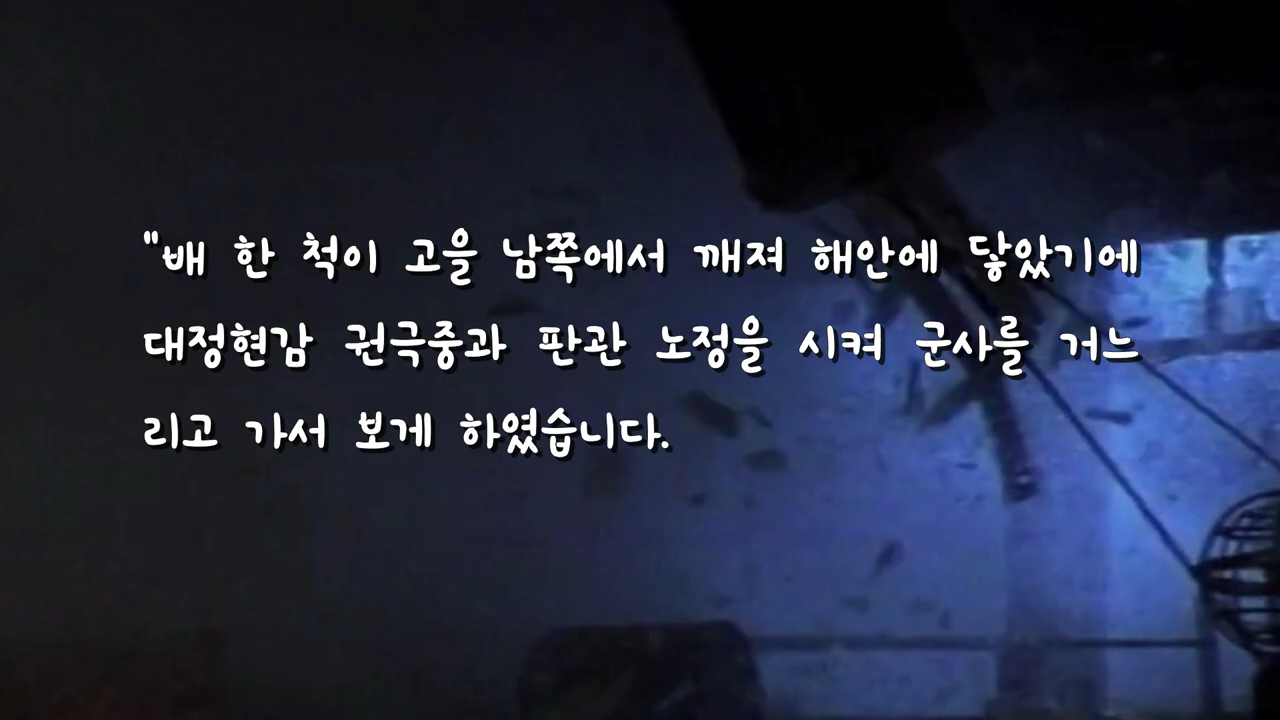 "배 한 척이 고을 남쪽에서 깨져 해안에 닿았기에
대정현감 권극중과 판관 노정을 시켜 군사를 거느
리고 가서 보게 하였습니다.